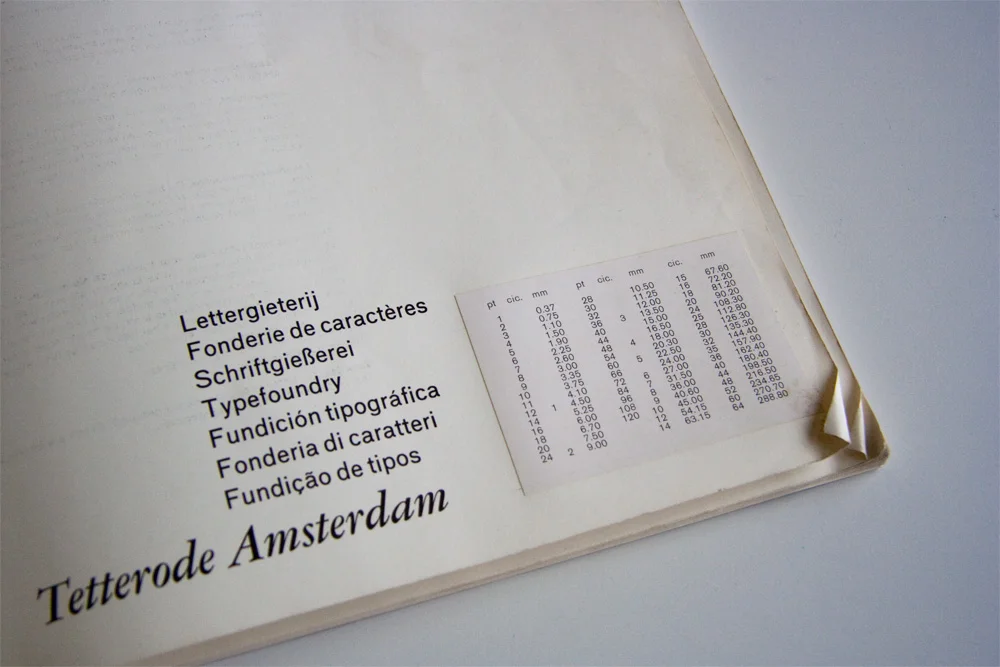 Lettergieterij
Fonderie de caractères
Schriftgießerei
Typefoundry
Fundición tipográfica
Fonderia di caratteri
Fundição de tipos
Tetterode Amsterdam
pt cic. mm pt cic. mm cic. mm
1 0.37 28 10.50 15 67.60
2 30 11.25 16 72.20
3 1.10 32 12.00 18 81.20
4 1.50 36 3 13.50 20 90.20
5 1.90 40 15.00 24 108.30
6 2.25 44 16.50 25 112.80
7 2.60 48 4 18.00 28 126.30
8 3.00 54 20.30 135.30
9 3.35 60 5 22.50 32 144.40
10 3.75 66 24.00 35 157.90
11 4.10 72 6 27.00 36 162.40
12 1 4.50 84 7 31.50 40 180.40
14 5.25 96 8 36.00 44 198.50
16 6.00 108 9 40.60 48 216.50
18 6.70 120 10 45.00 52 234.65
20 7.50 12 54.15 60 270.70
24 2 9.00 14 63.15 64 288.80